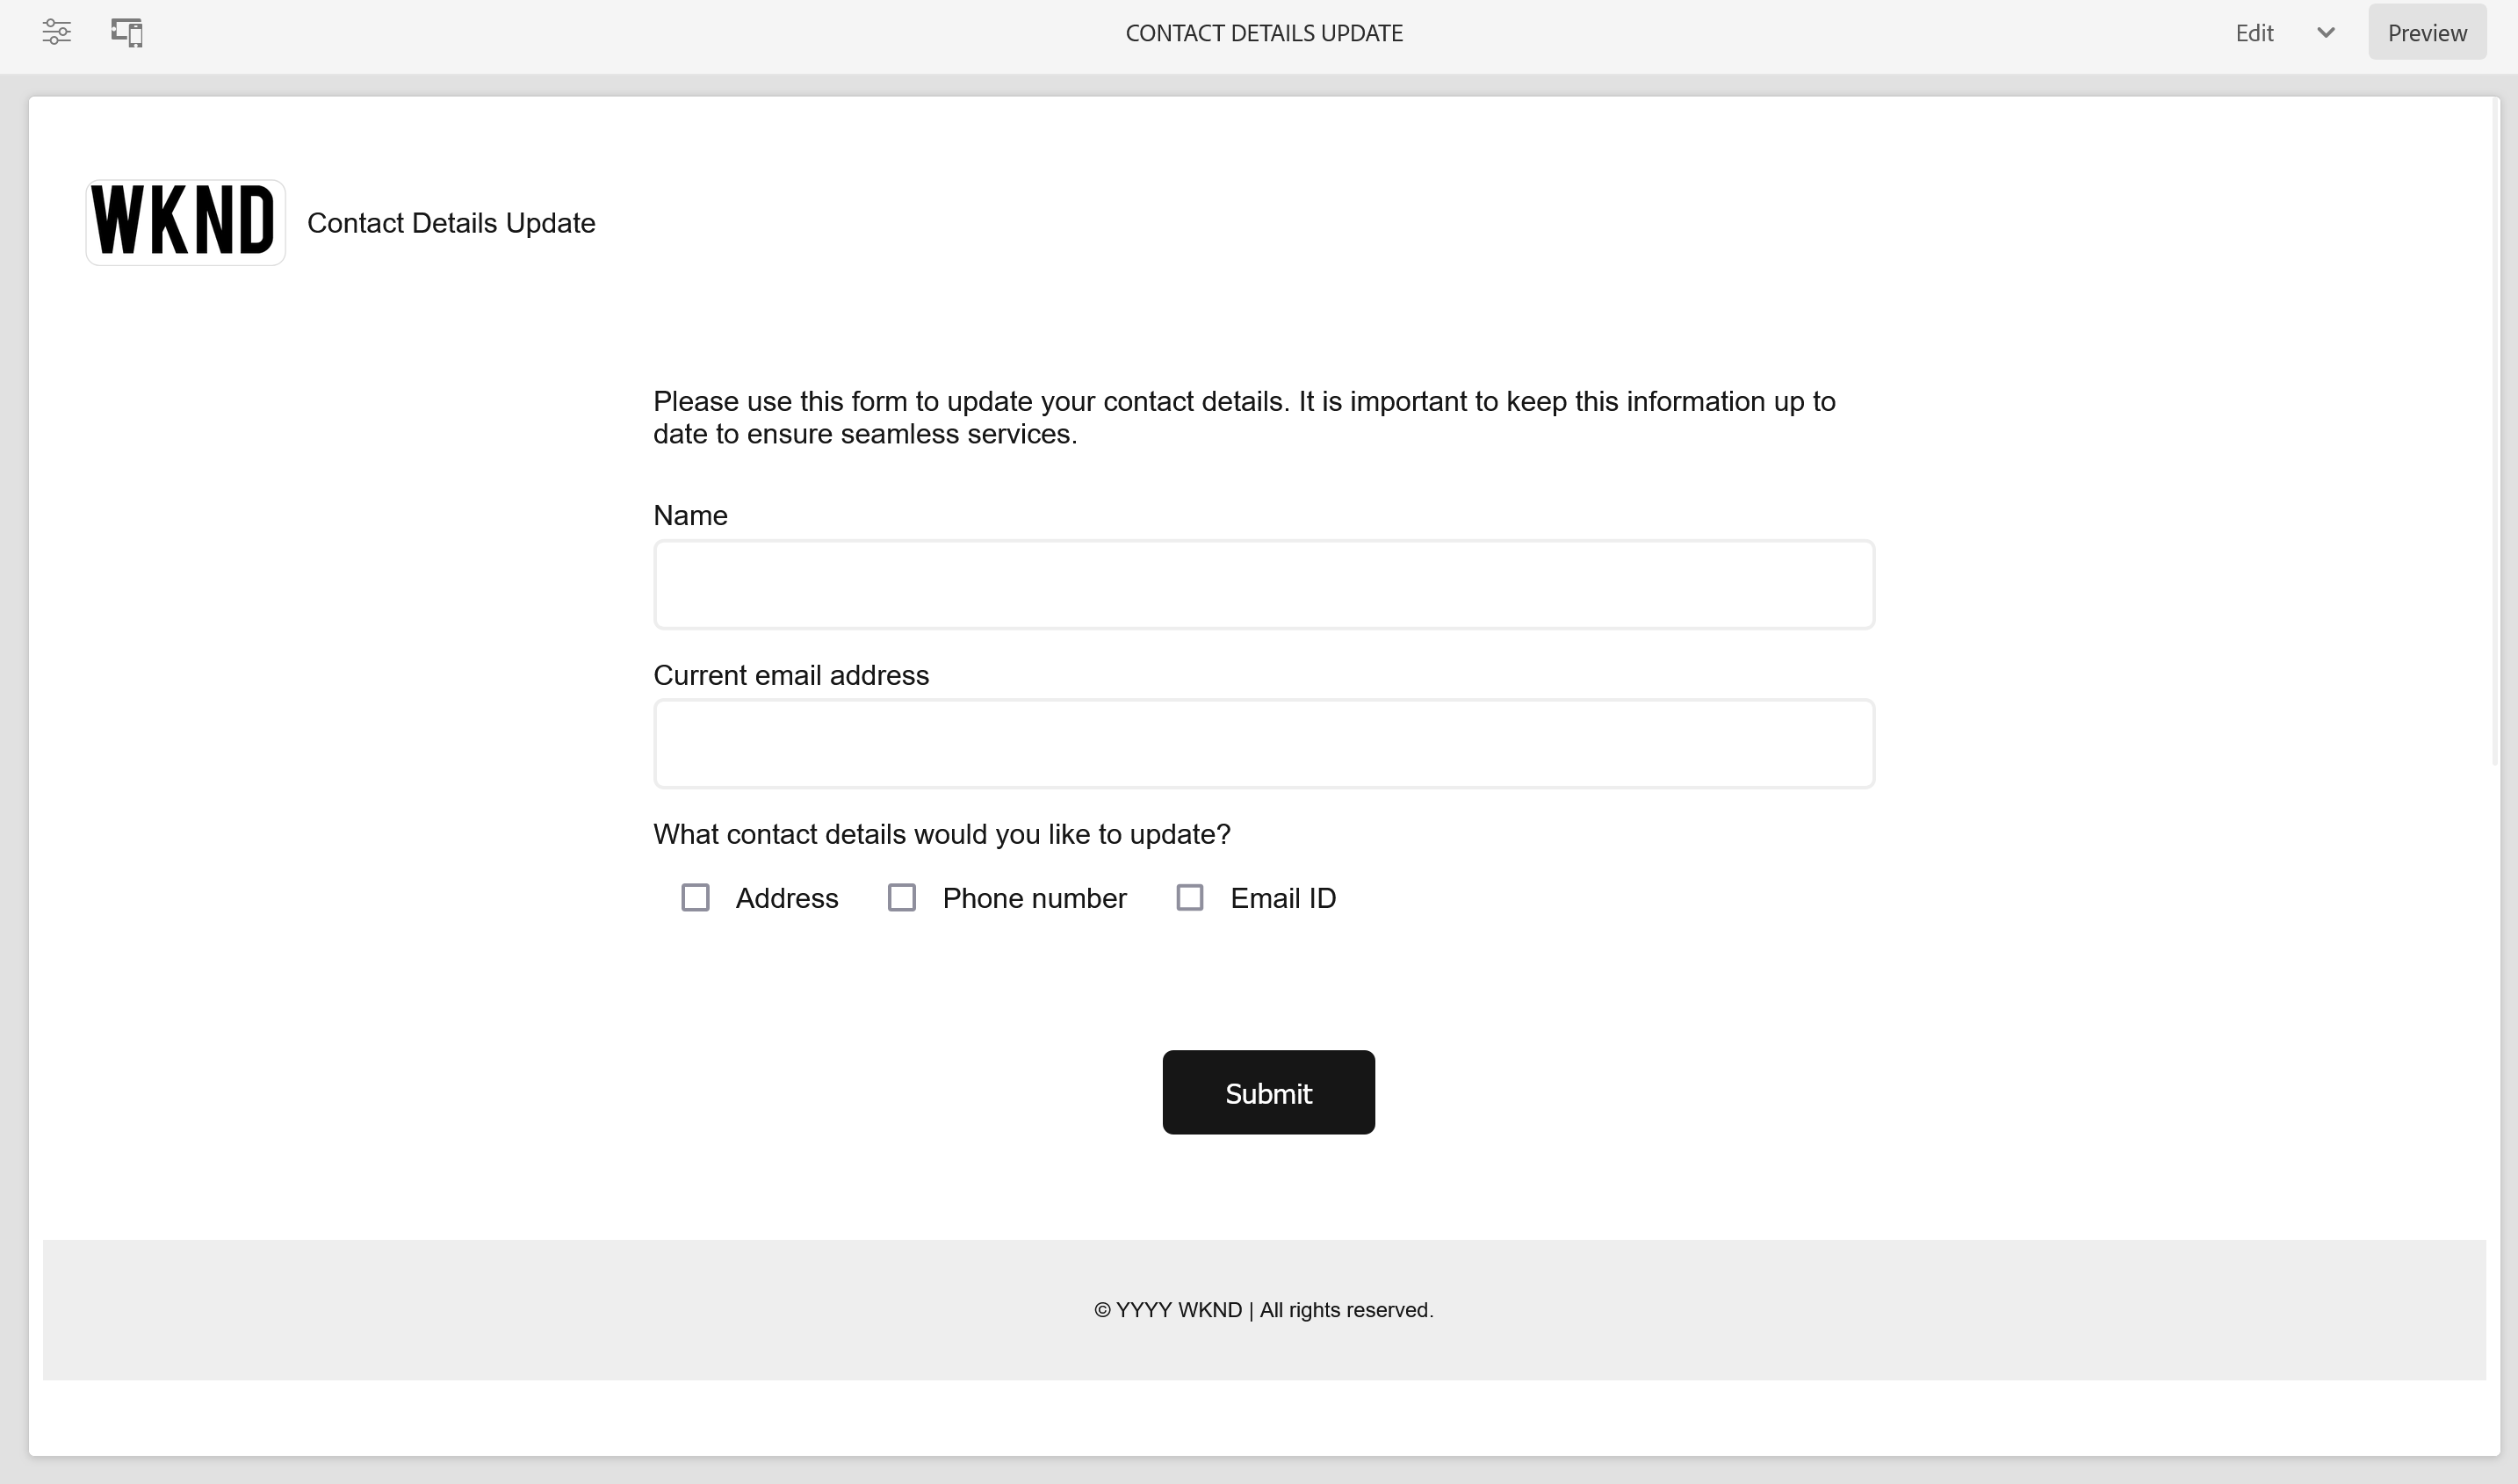 CONTACT DETAILS UPDATE
Edit
Preview
WKND
Contact Details Update
Please use this form to update your contact details. It is important to keep this information up to
date to ensure seamless services.
Name
Current email address
What contact details would you like to update?
Address
Phone number
Email ID
Submit
© YYYY WKND | All rights reserved.